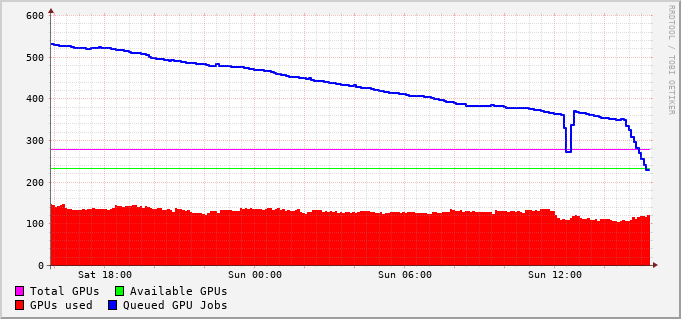 600
500
400
300
200
100
0
Sat 18:00 Sun 00:00 Sun 06:00 Sun 12:00
Total GPUs Available GPUs
GPUs used Queued GPU Jobs
RRDTOOL / TOBI OETIKER